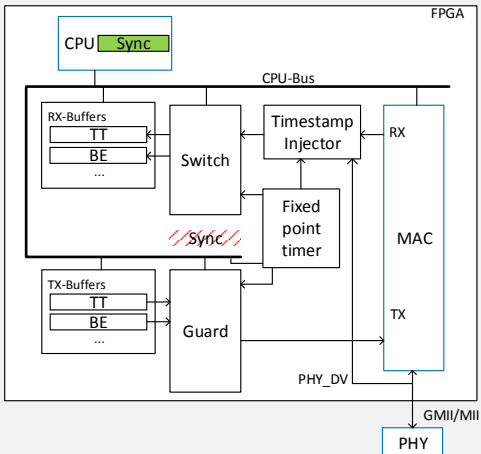 FPGA
CPU Sync
CPU-Bus
RX-Buffers
TT
BE
...
Switch
Timestamp
Injector
RX
MAC
TX
Fixed
point
timer
Sync
TX-Buffers
TT
BE
...
Guard
PHY_DV
GMII/MII
PHY